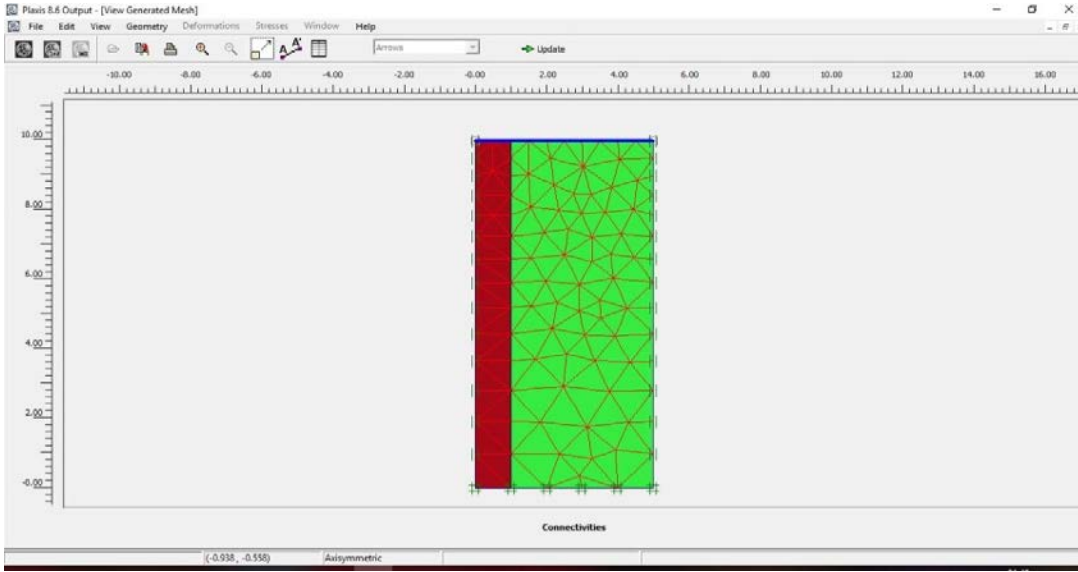 Plaxis 8.6 Output - [View Generated Mesh]
File Edit View Geometry Deformations Stresses Window Help
Arrows Update
-10.00 -8.00 -6.00 -4.00 -2.00 -0.00 2.00 4.00 6.00 8.00 10.00 12.00 14.00 16.00
10.00
8.00
6.00
4.00
2.00
-0.00
Connectivities
(-0.938 , -0.558) Axisymmetric